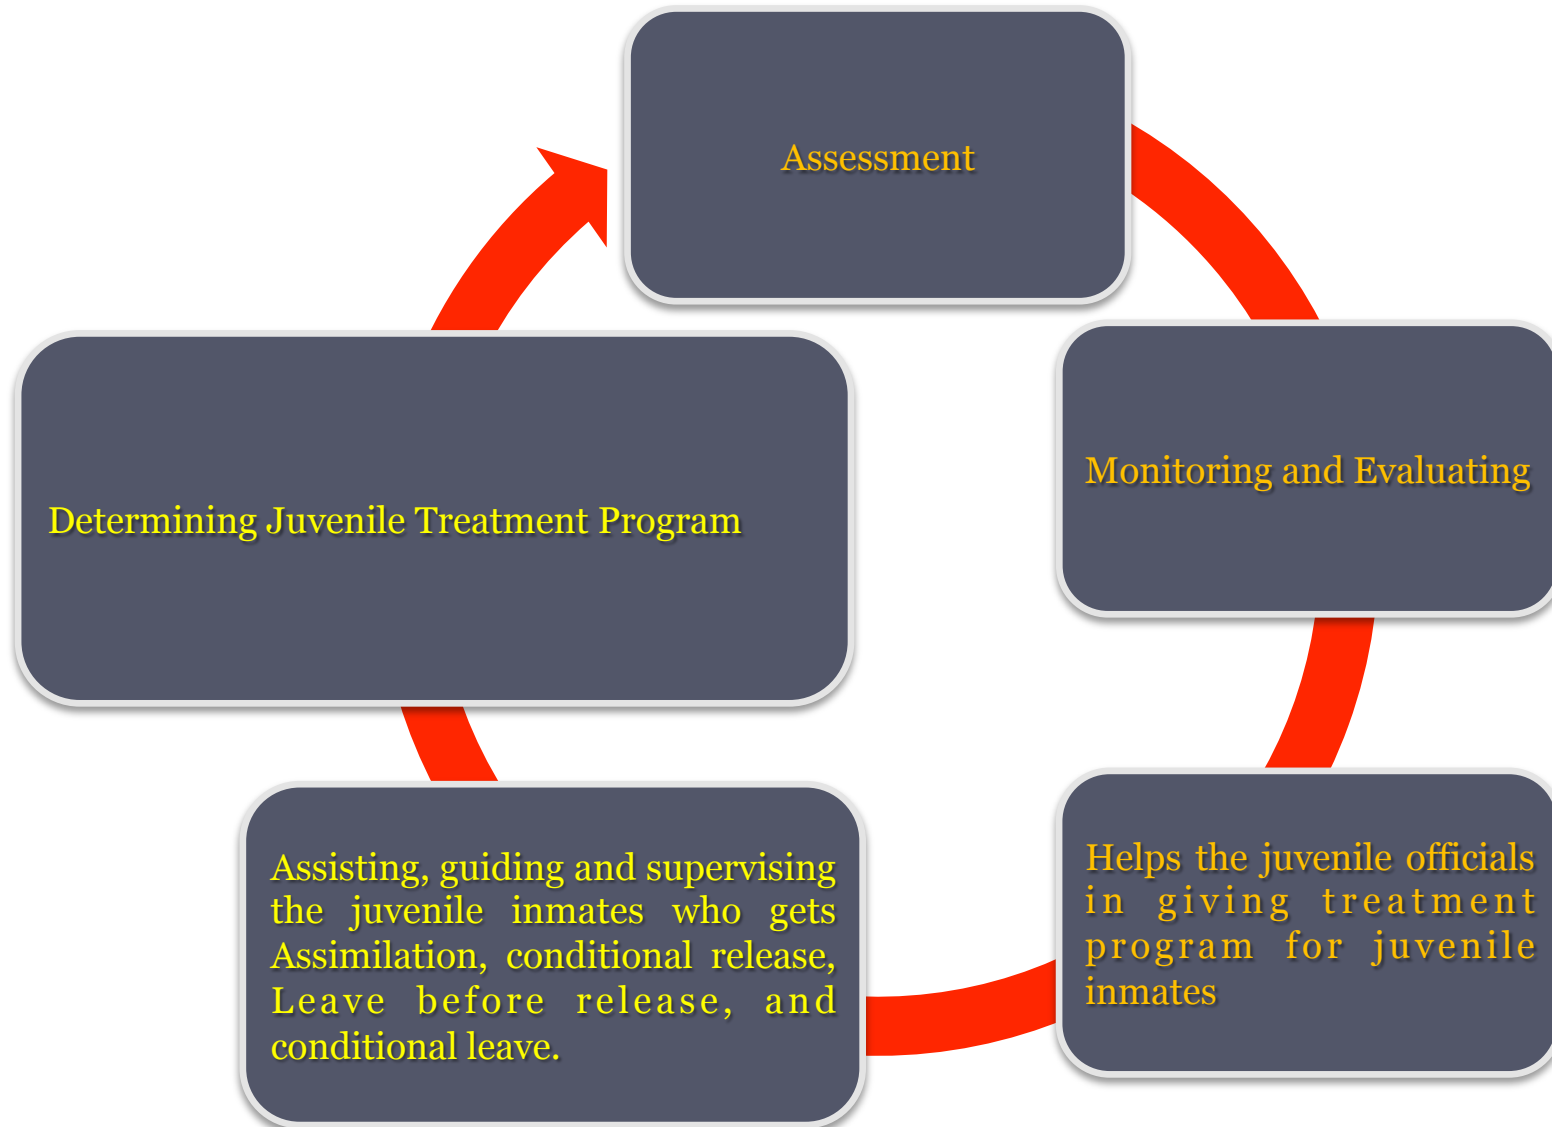 Assessment
Monitoring and Evaluating
Helps the juvenile officials
in giving treatment
program for juvenile
inmates
Assisting, guiding and supervising
the juvenile inmates who gets
Assimilation, conditional release,
Leave before release, and
conditional leave.
Determining Juvenile Treatment Program